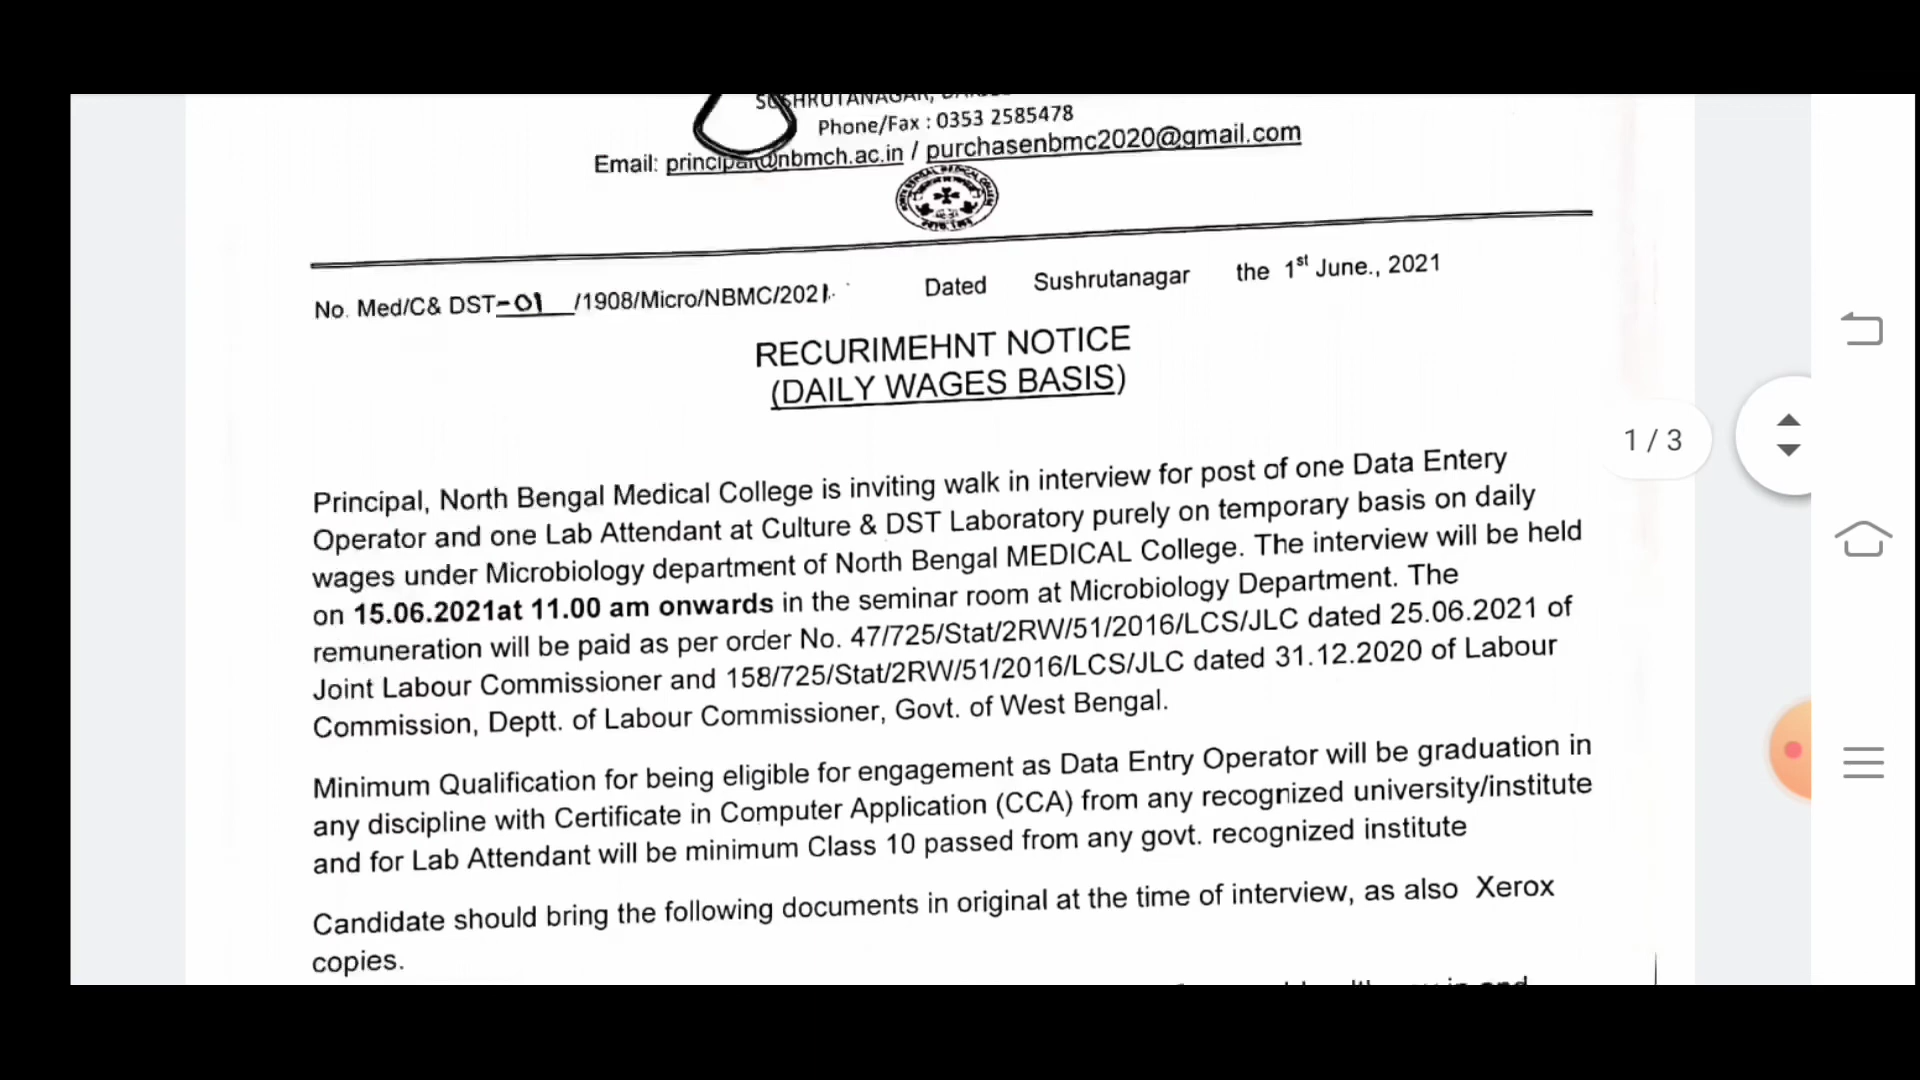 SUSHRUTANAGAR,
Phone/Fax : 0353 2585478
Email: principal@nbmch.ac.in / purchasenbmc2020@gmail.com
No. Med/C& DST-01 /1908/Micro/NBMC/2021. Dated Sushrutanagar the 1st June., 2021
RECURIMEHNT NOTICE
(DAILY WAGES BASIS)
1 / 3
Principal, North Bengal Medical College is inviting walk in interview for post of one Data Entery
Operator and one Lab Attendant at Culture & DST Laboratory purely on temporary basis on daily
wages under Microbiology department of North Bengal MEDICAL College. The interview will be held
on 15.06.2021at 11.00 am onwards in the seminar room at Microbiology Department. The
remuneration will be paid as per order No. 47/725/Stat/2RW/51/2016/LCS/JLC dated 25.06.2021 of
Joint Labour Commissioner and 158/725/Stat/2RW/51/2016/LCS/JLC dated 31.12.2020 of Labour
Commission, Deptt. of Labour Commissioner, Govt. of West Bengal.
Minimum Qualification for being eligible for engagement as Data Entry Operator will be graduation in
any discipline with Certificate in Computer Application (CCA) from any recognized university/institute
and for Lab Attendant will be minimum Class 10 passed from any govt. recognized institute
Candidate should bring the following documents in original at the time of interview, as also Xerox
copies.